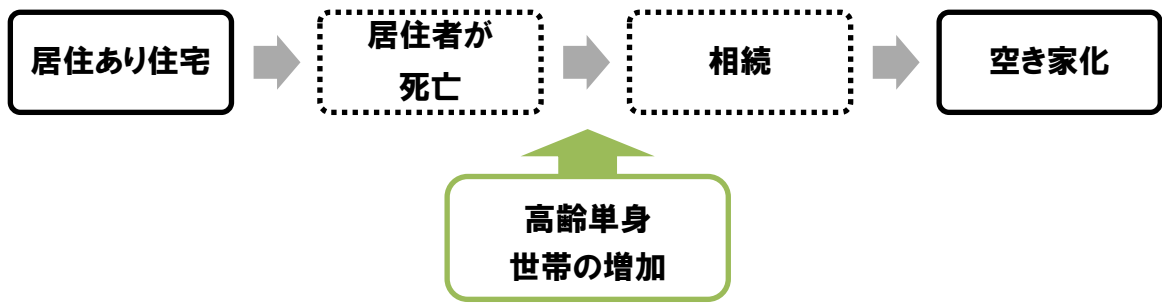 居住あり住宅
居住者が
死亡
相続
空き家化
高齢単身
世帯の増加